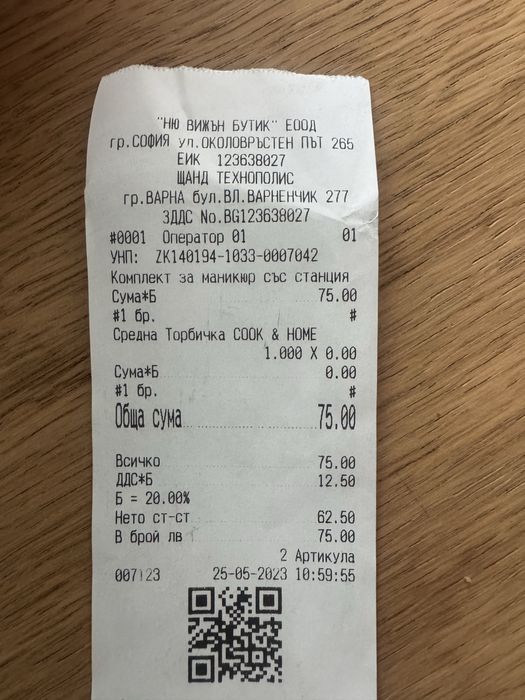 "НЮ ВИЖЪН БУТИК" ЕООД
гр.СОФИЯ ул.ОКОЛОВРЪСТЕН ПЪТ 265
ЕИК 123638027
ЩАНД ТЕХНОПОЛИС
гр.ВАРНА бул.ВЛ.ВАРНЕНЧИК 277
ЗДДС No.BG123638027
#0001 Оператор 01 01
УНП: ZK140194-1033-0007042
Комплект за маникюр със станция
Сума*Б 75.00
#1 бр. #
Средна Торбичка COOK & HOME
1.000 X 0.00
Сума*Б 0.00
#1 бр. #
Обща сума 75.00
Всичко 75.00
ДДС*Б 12.50
Б = 20.00%
Нето ст-ст 62.50
В брой лв 75.00
2 Артикула
007123 25-05-2023 10:59:55